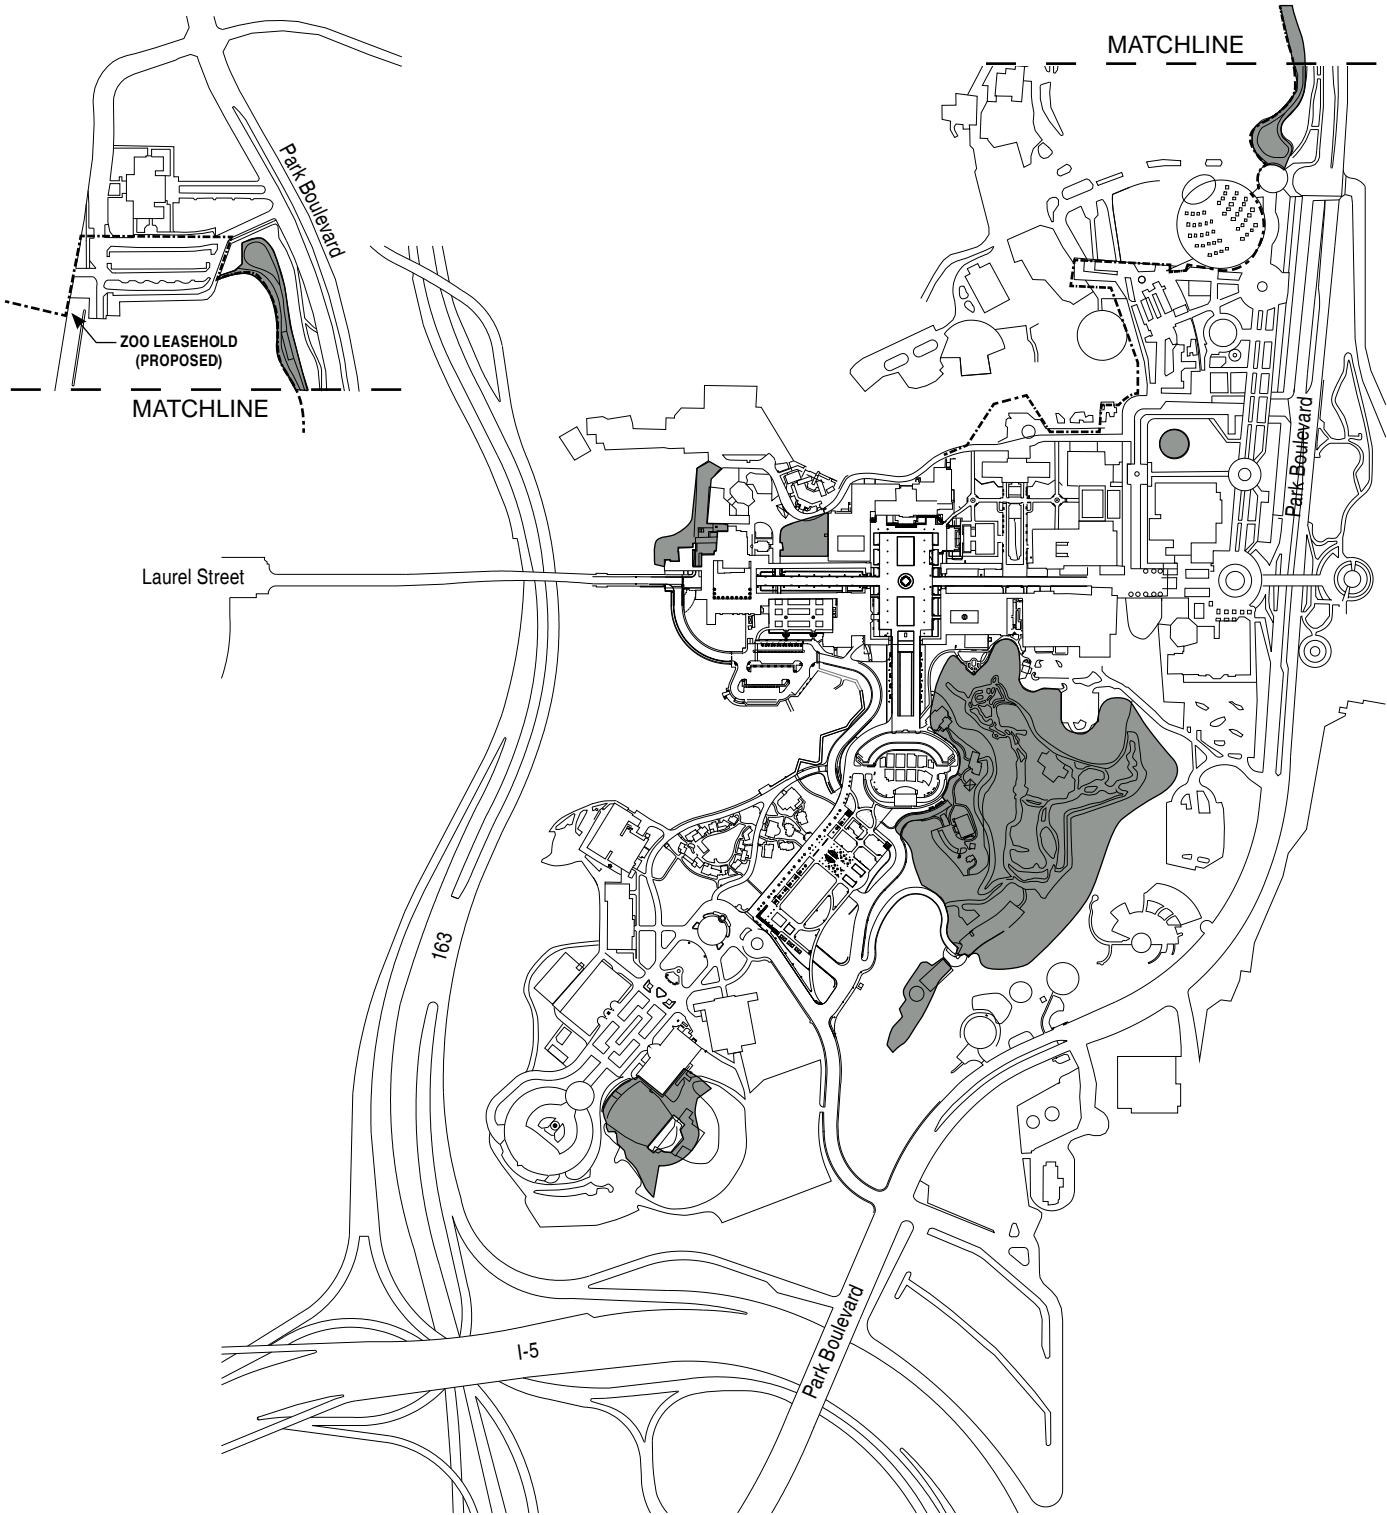 MATCHLINE
Park Boulevard
ZOO LEASEHOLD
(PROPOSED)
MATCHLINE
Park Boulevard
Laurel Street
163
I-5
Park Boulevard